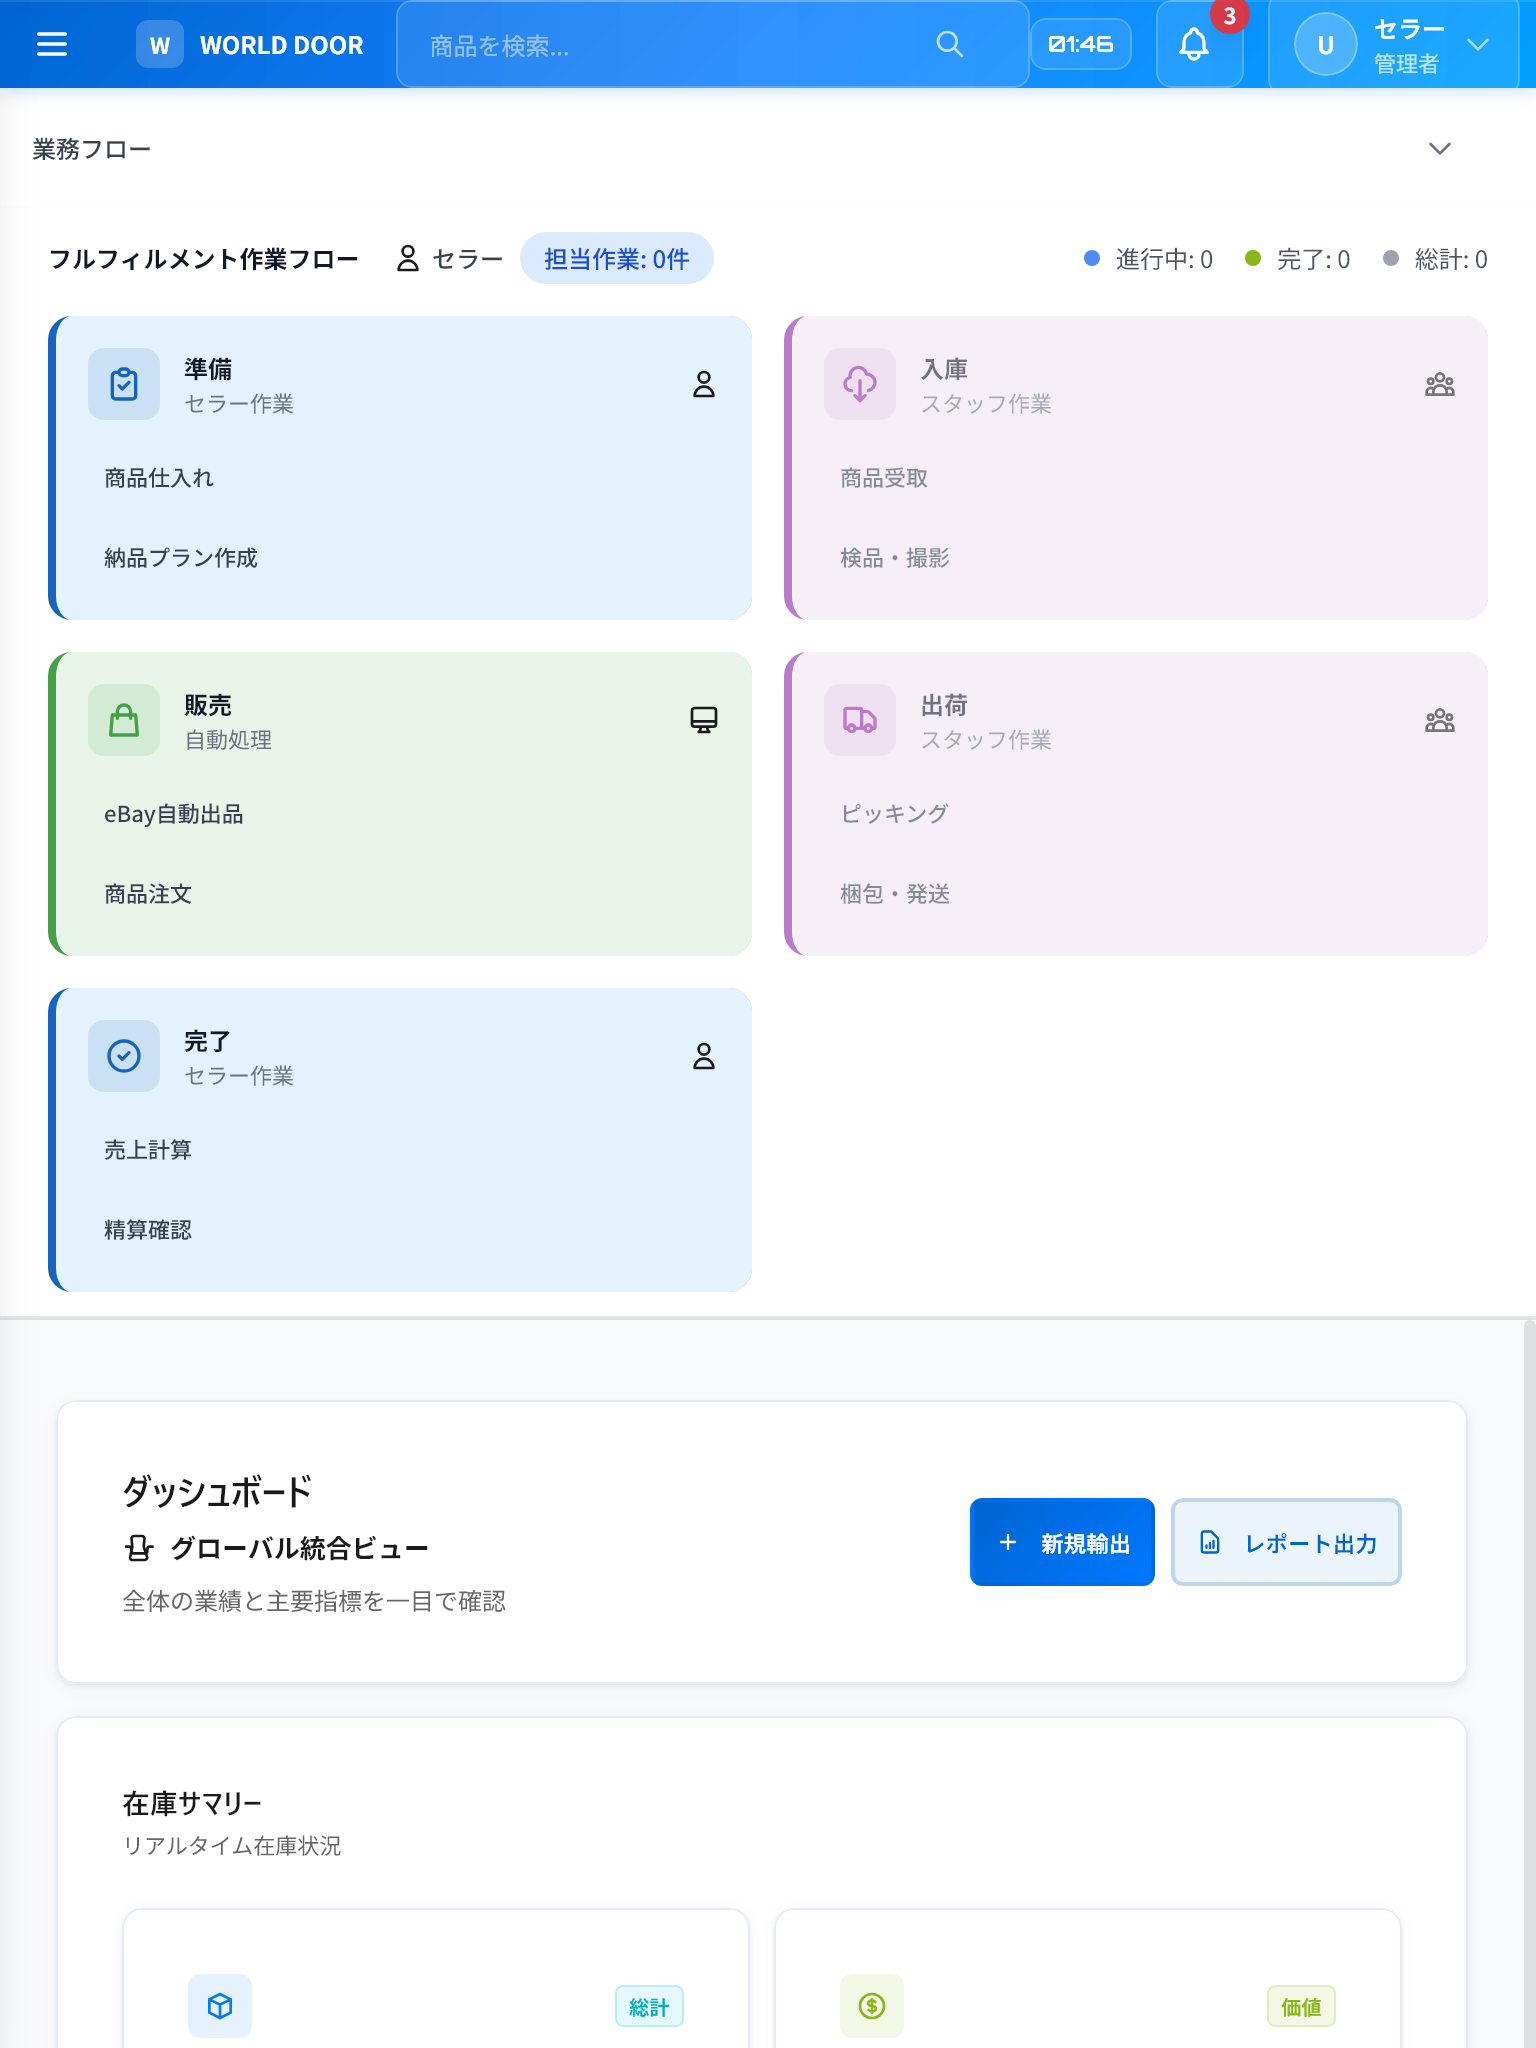 W WORLD DOOR
商品を検索...
01:46
3
U
セラー
管理者
業務フロー
フルフィルメント作業フロー
セラー
担当作業: 0件
進行中: 0
完了: 0
総計: 0
準備
セラー作業
商品仕入れ
納品プラン作成
入庫
スタッフ作業
商品受取
検品・撮影
販売
自動処理
eBay自動出品
商品注文
出荷
スタッフ作業
ピッキング
梱包・発送
完了
セラー作業
売上計算
精算確認
ダッシュボード
グローバル統合ビュー
全体の業績と主要指標を一目で確認
新規輸出
レポート出力
在庫サマリー
リアルタイム在庫状況
総計
価値